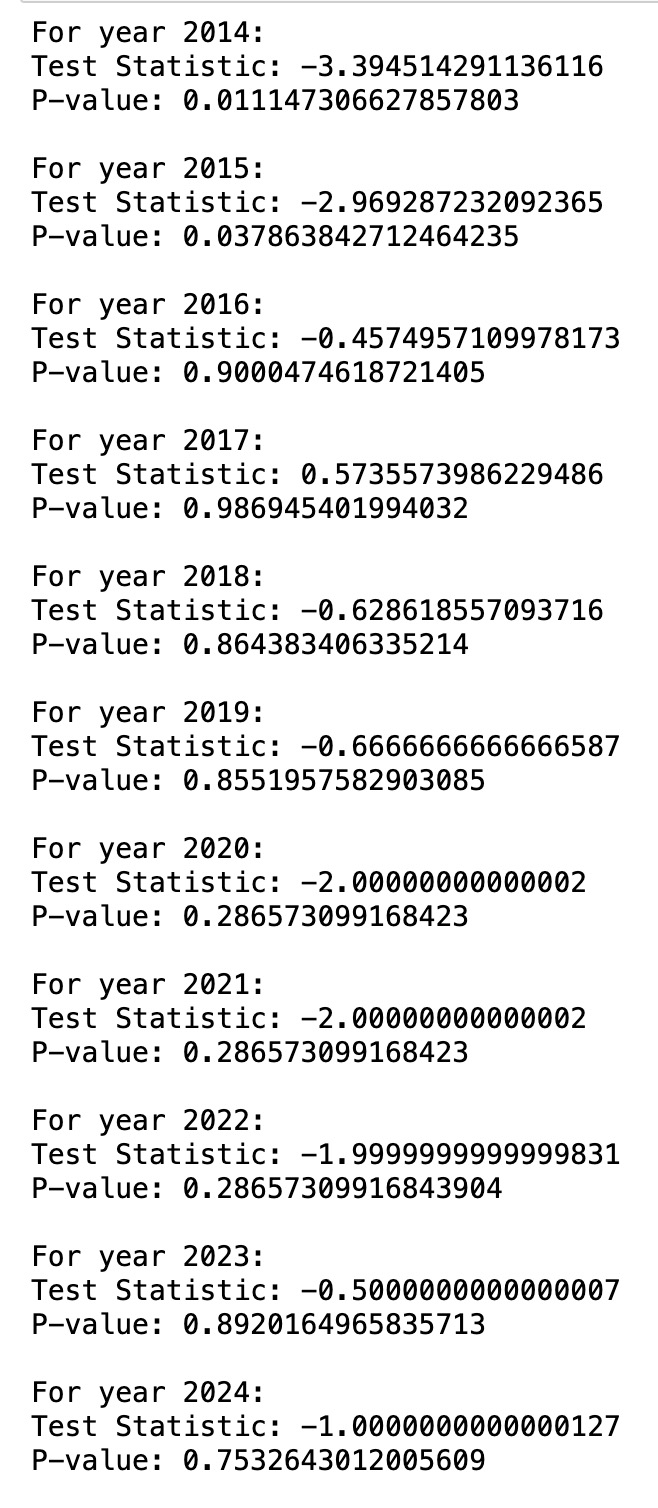 For year 2014:
Test Statistic: -3.394514291136116
P-value: 0.011147306627857803
For year 2015:
Test Statistic: -2.969287232092365
P-value: 0.037863842712464235
For year 2016:
Test Statistic: -0.4574957109978173
P-value: 0.9000474618721405
For year 2017:
Test Statistic: 0.5735573986229486
P-value: 0.986945401994032
For year 2018:
Test Statistic: -0.628618557093716
P-value: 0.864383406335214
For year 2019:
Test Statistic: -0.6666666666666587
P-value: 0.8551957582903085
For year 2020:
Test Statistic: -2.00000000000002
P-value: 0.286573099168423
For year 2021:
Test Statistic: -2.00000000000002
P-value: 0.286573099168423
For year 2022:
Test Statistic: -1.9999999999999831
P-value: 0.28657309916843904
For year 2023:
Test Statistic: -0.5000000000000007
P-value: 0.8920164965835713
For year 2024:
Test Statistic: -1.0000000000000127
P-value: 0.7532643012005609